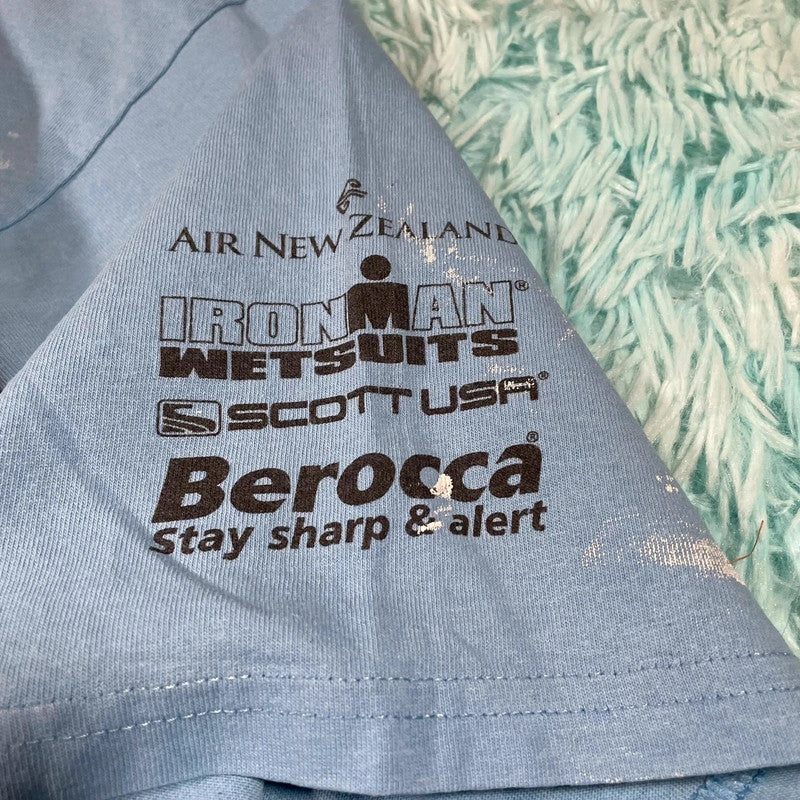 AIR NEW ZEALAND
IRONMAN®
WETSUITS
SCOTT USA®
Berocca®
Stay sharp & alert